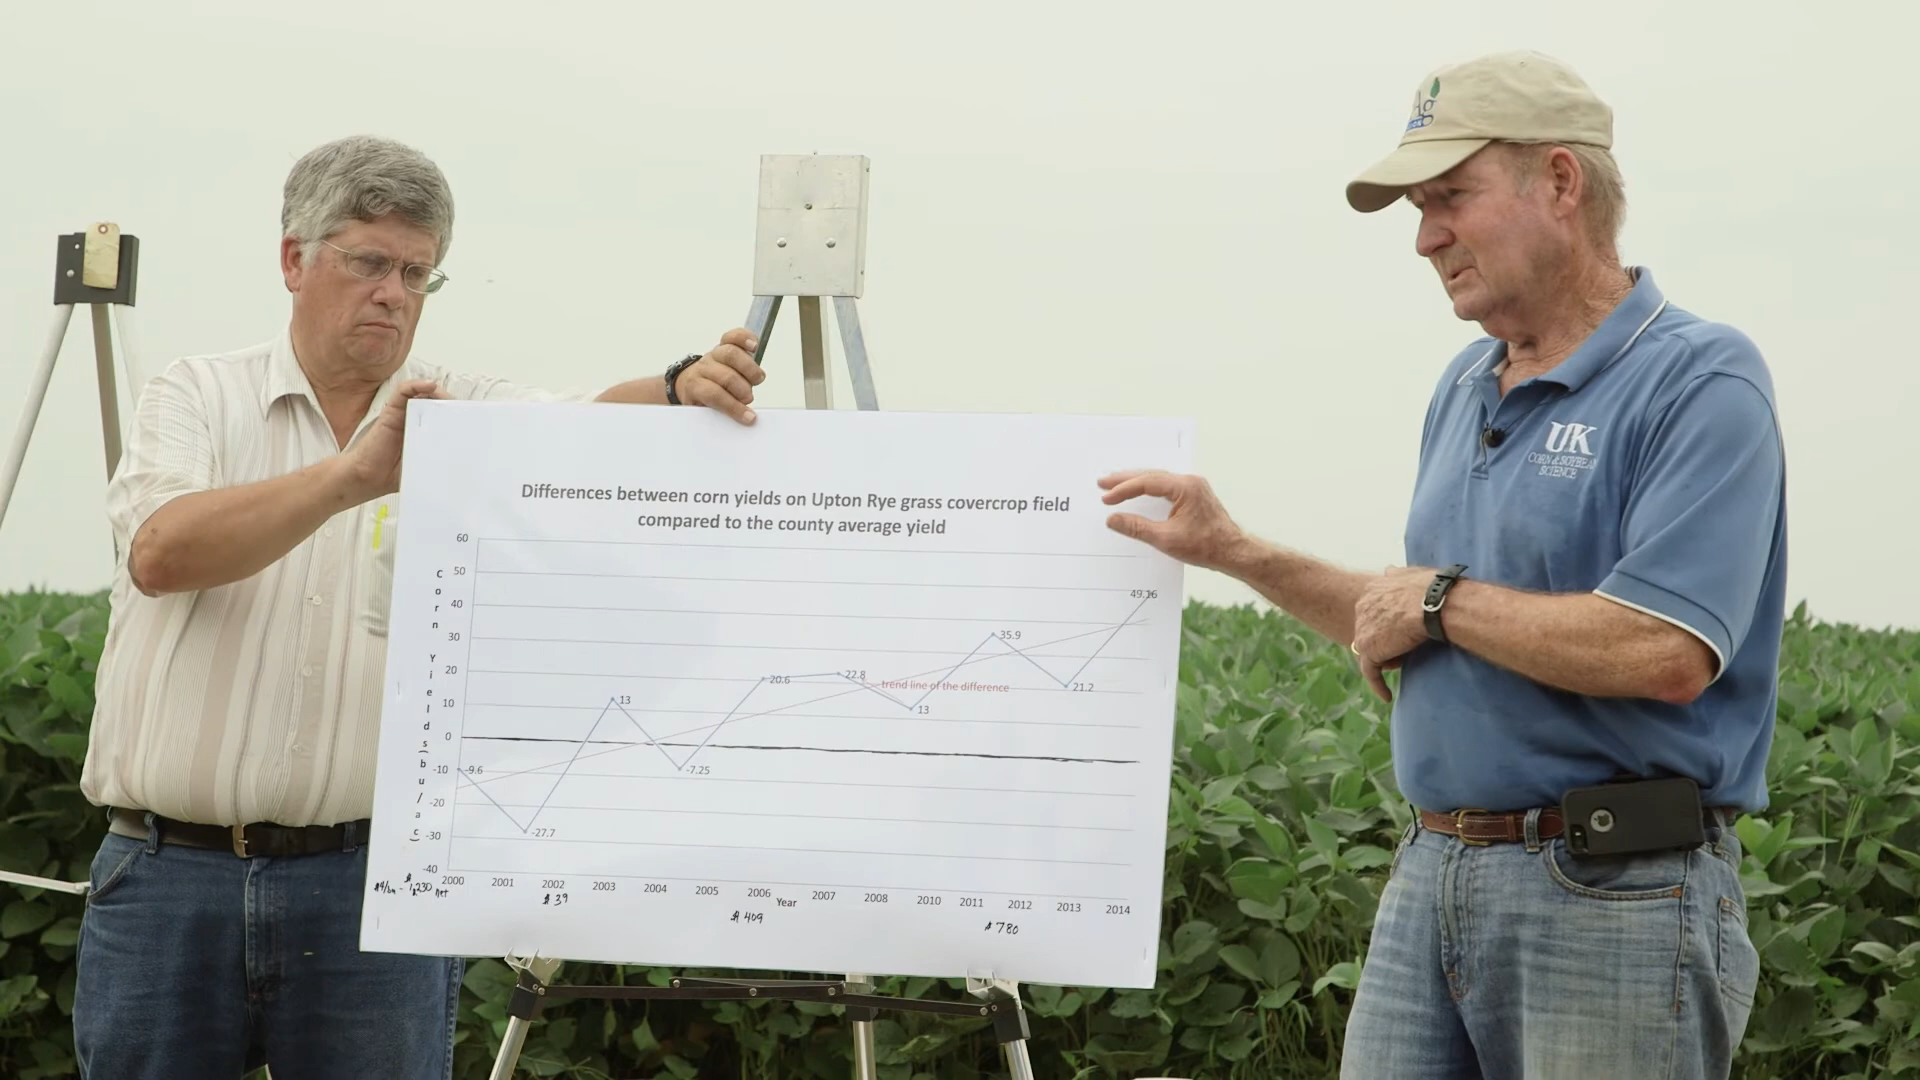 Differences between corn yields on Upton Rye grass covercrop field
compared to the county average yield
Corn Yields (bu/ac)
60
50
40
30
20
10
0
-10
-20
-30
-40
-9.6
-27.7
13
-7.25
20.6
22.8
13
35.9
21.2
49.16
trend line of the difference
2000 2001 2002 2003 2004 2005 2006 2007 2008 2010 2011 2012 2013 2014
Year
$ 1,230 net
$ 39
$ 409
$ 780
Ag
UK
CORN & SOYBEAN
SCIENCE